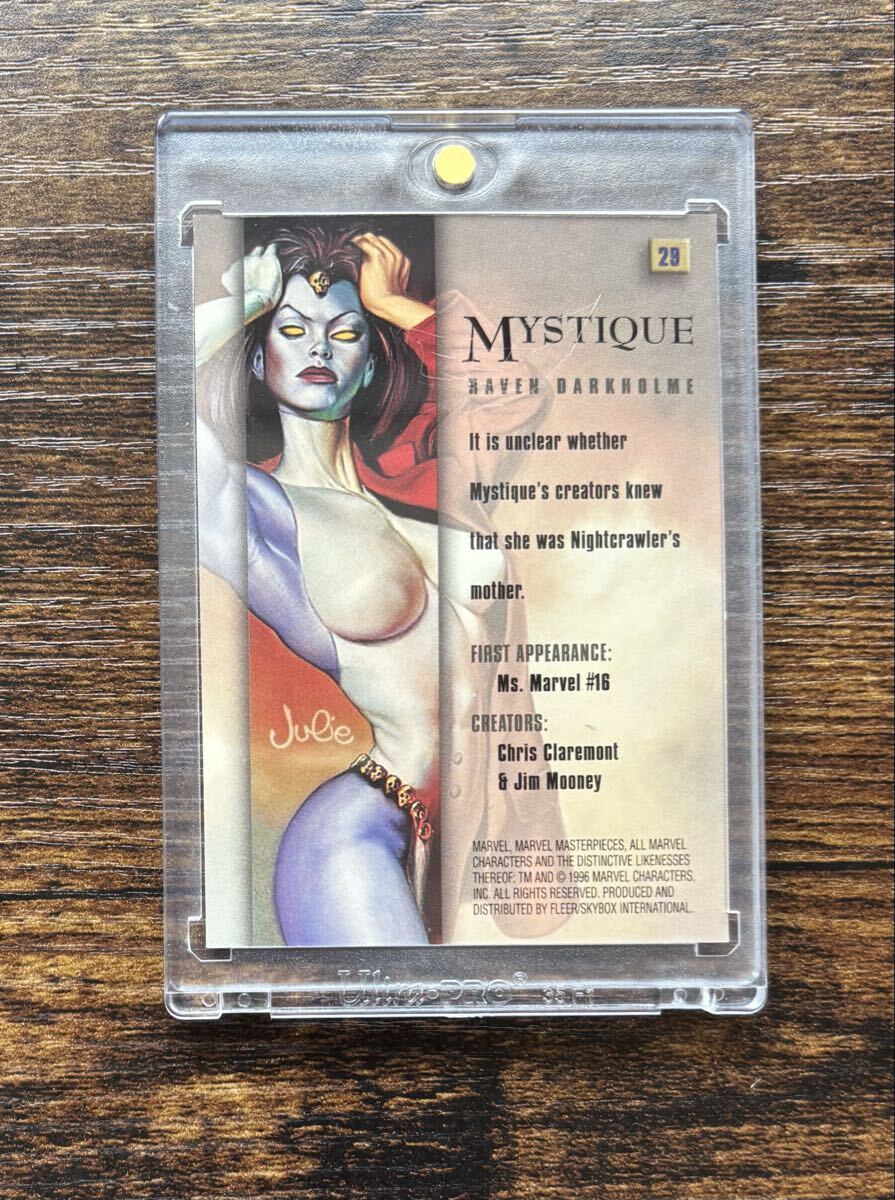 29
MYSTIQUE
RAVEN DARKHOLME
It is unclear whether
Mystique's creators knew
that she was Nightcrawler's
mother.
FIRST APPEARANCE:
Ms. Marvel #16
CREATORS:
Chris Claremont
& Jim Mooney
Julie
MARVEL, MARVEL MASTERPIECES, ALL MARVEL
CHARACTERS AND THE DISTINCTIVE LIKENESSES
THEREOF; TM AND © 1996 MARVEL CHARACTERS,
INC. ALL RIGHTS RESERVED. PRODUCED AND
DISTRIBUTED BY FLEER/SKYBOX INTERNATIONAL.
Ultra·PRO®